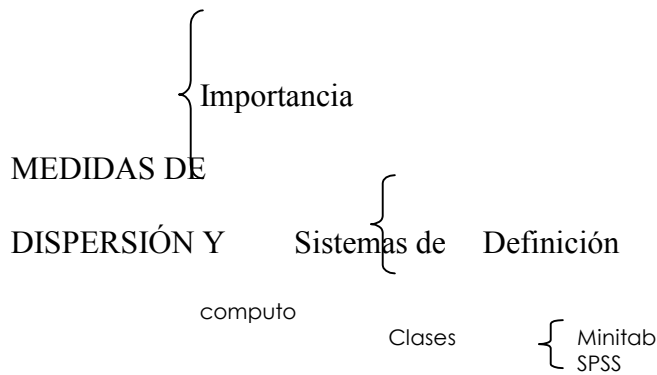 Importancia
MEDIDAS DE
DISPERSIÓN Y Sistemas de Definición
computo
Clases Minitab
SPSS